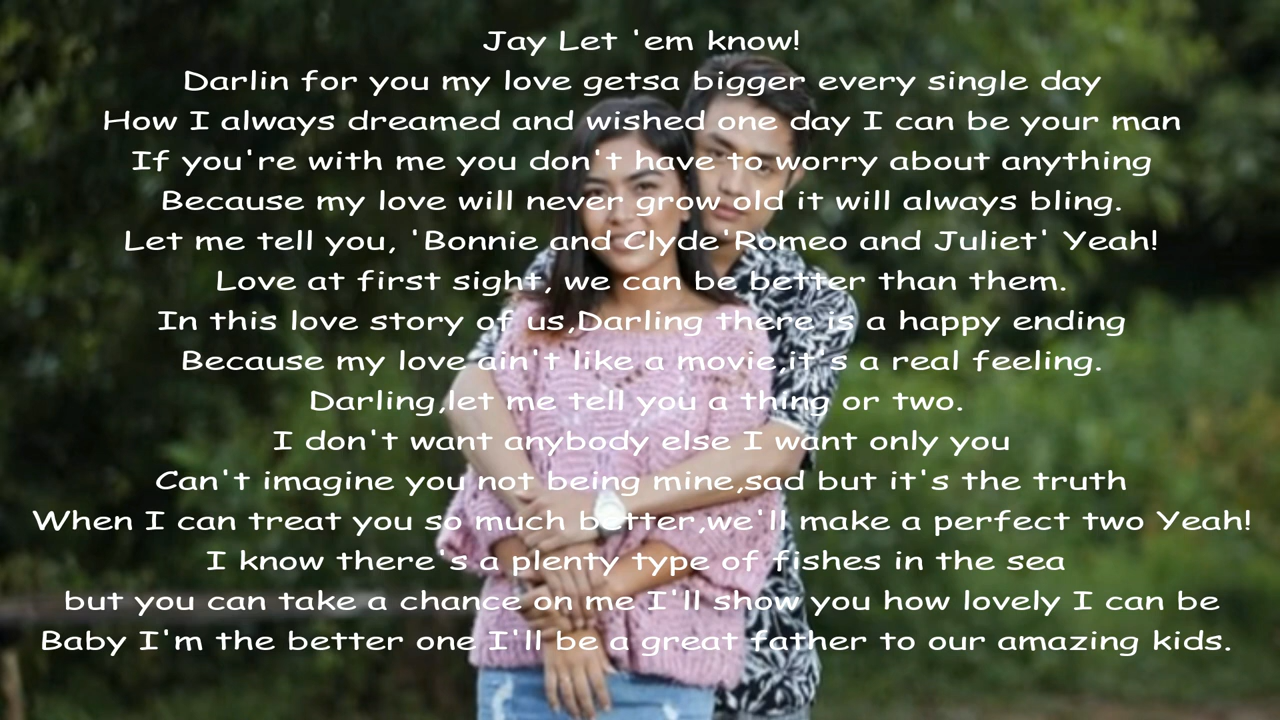 Jay Let 'em know!
Darlin for you my love getsa bigger every single day
How I always dreamed and wished one day I can be your man
If you're with me you don't have to worry about anything
Because my love will never grow old it will always bling.
Let me tell you, 'Bonnie and Clyde'Romeo and Juliet' Yeah!
Love at first sight, we can be better than them.
In this love story of us,Darling there is a happy ending
Because my love ain't like a movie,it's a real feeling.
Darling,let me tell you a thing or two.
I don't want anybody else I want only you
Can't imagine you not being mine,sad but it's the truth
When I can treat you so much better,we'll make a perfect two Yeah!
I know there's a plenty type of fishes in the sea
but you can take a chance on me I'll show you how lovely I can be
Baby I'm the better one I'll be a great father to our amazing kids.